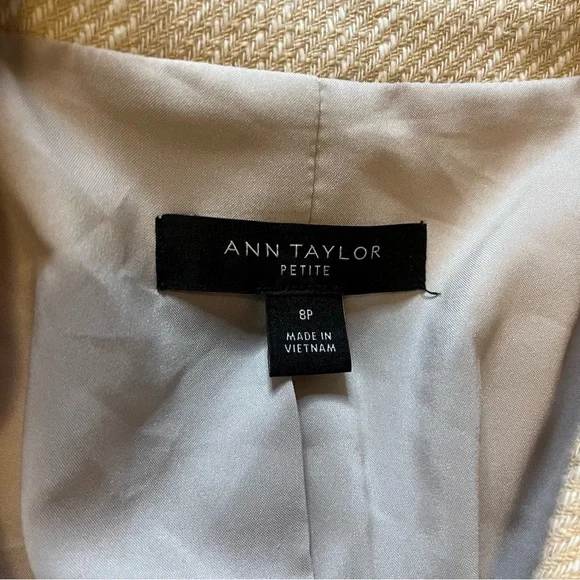 ANN TAYLOR
PETITE
8P
MADE IN
VIETNAM